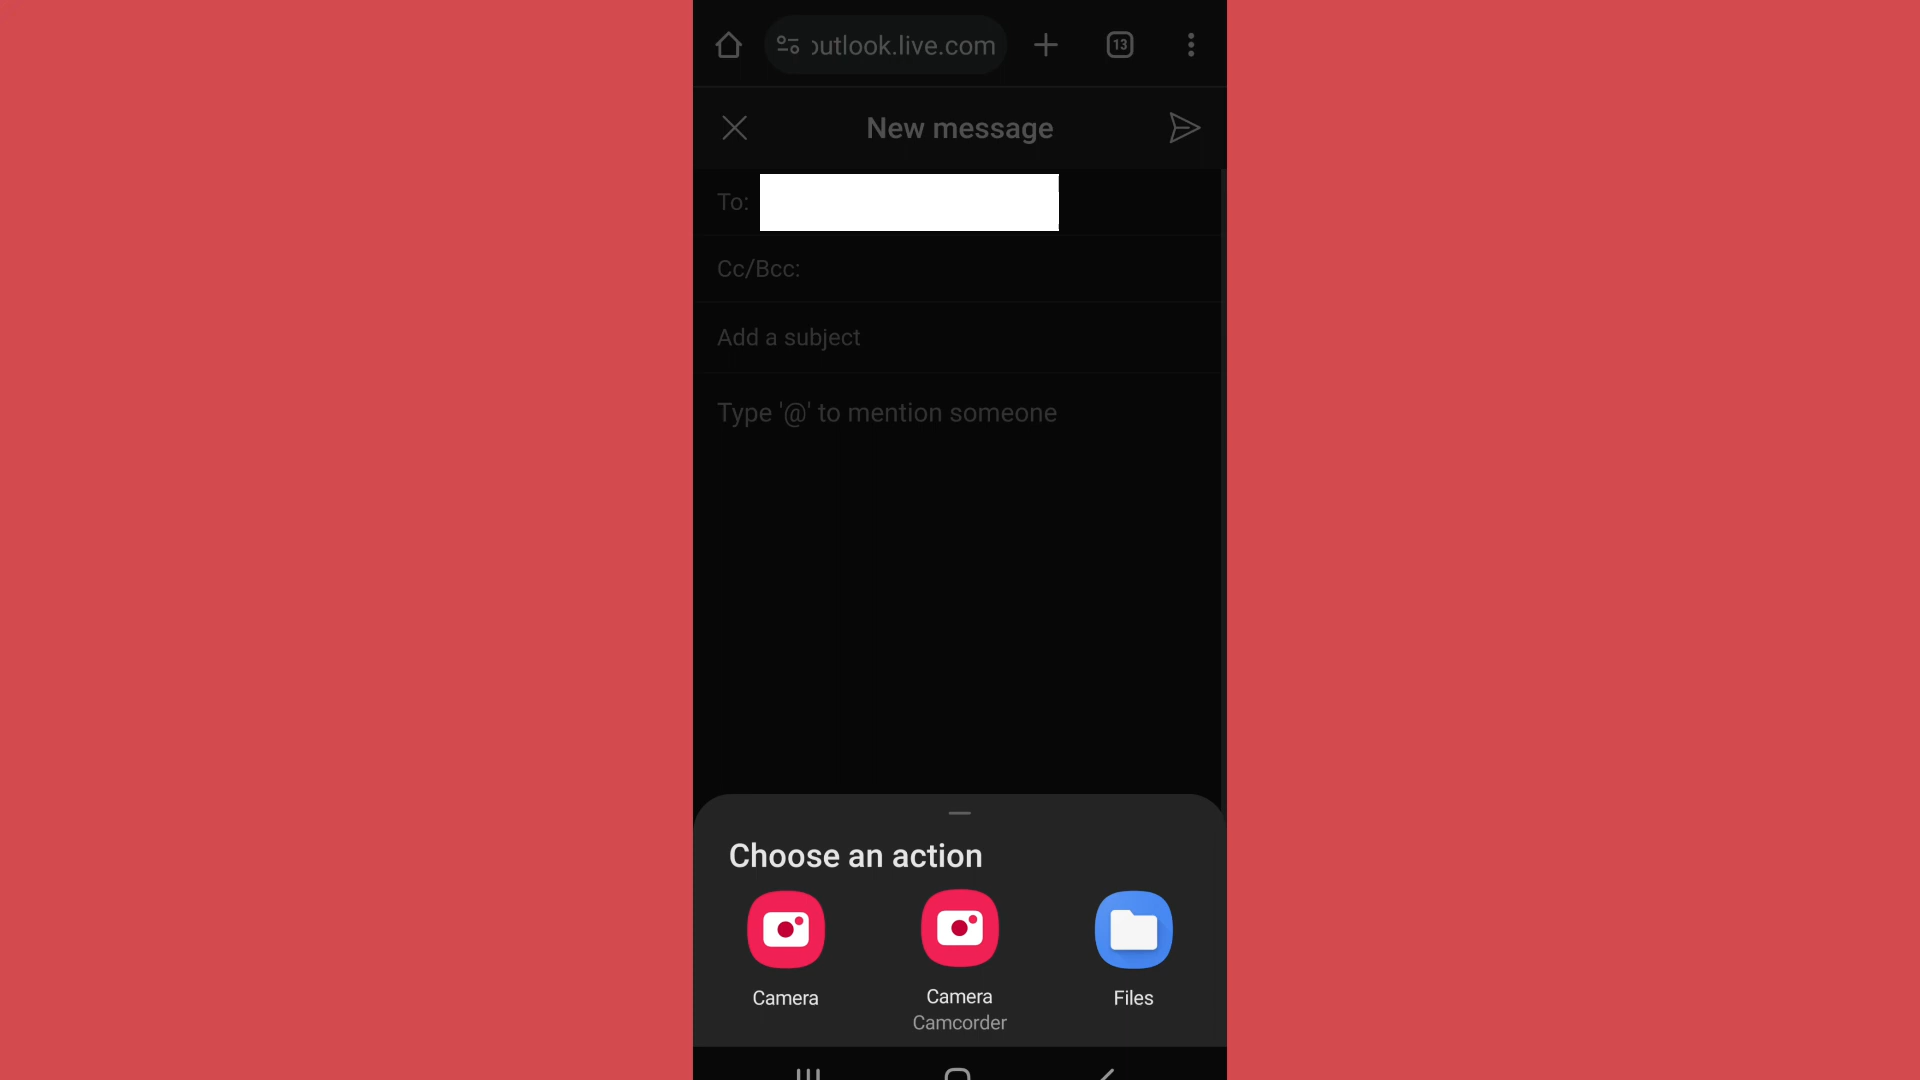 outlook.live.com
13
New message
To:
Cc/Bcc:
Add a subject
Type '@' to mention someone
Choose an action
Camera
Camera
Camcorder
Files